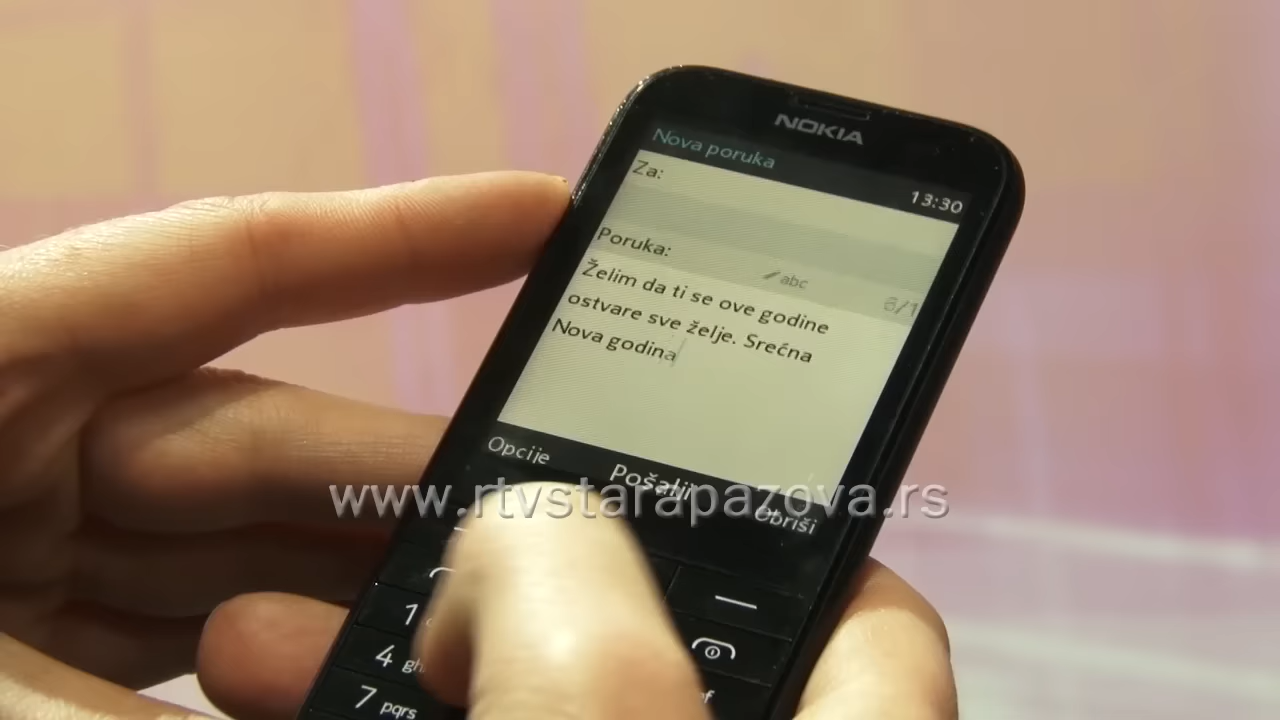 NOKIA
Nova poruka
13:30
Za:
Poruka:
abc
6/1
Želim da ti se ove godine
ostvare sve želje. Srećna
Nova godina
Opcije
Pošalji
Obriši
www.rtvstarapazova.rs
1
4 gh
7 pqrs